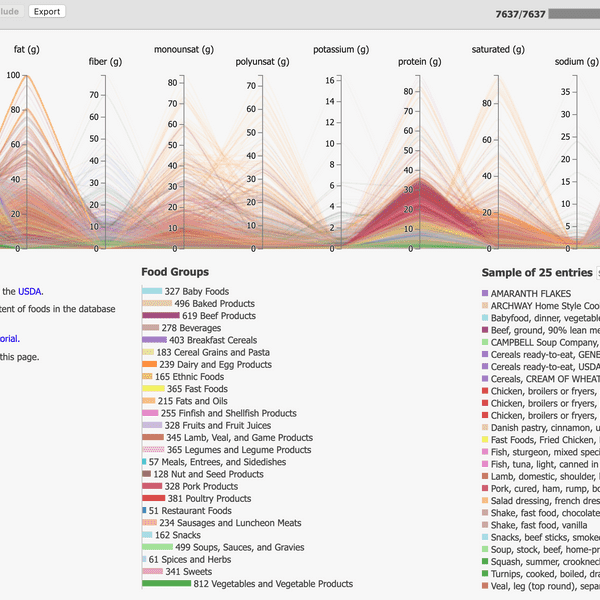 lude Export 7637/7637
fat (g) monounsat (g) potassium (g) saturated (g)
fiber (g) polyunsat (g) protein (g) sodium (g)
100 80 60 40 20 0
70 60 50 40 30 20 10 0
80 70 60 50 40 30 20 10 0
70 60 50 40 30 20 10 0
16 14 12 10 8 6 4 2 0
80 70 60 50 40 30 20 10 0
80 60 40 20 0
35 30 25 20 15 10 5 0
the USDA.
tent of foods in the database
orial.
this page.
Food Groups
327 Baby Foods
496 Baked Products
619 Beef Products
278 Beverages
403 Breakfast Cereals
183 Cereal Grains and Pasta
239 Dairy and Egg Products
165 Ethnic Foods
365 Fast Foods
215 Fats and Oils
255 Finfish and Shellfish Products
328 Fruits and Fruit Juices
345 Lamb, Veal, and Game Products
365 Legumes and Legume Products
57 Meals, Entrees, and Sidedishes
128 Nut and Seed Products
328 Pork Products
381 Poultry Products
51 Restaurant Foods
234 Sausages and Luncheon Meats
162 Snacks
499 Soups, Sauces, and Gravies
61 Spices and Herbs
341 Sweets
812 Vegetables and Vegetable Products
Sample of 25 entries
AMARANTH FLAKES
ARCHWAY Home Style Coo
Babyfood, dinner, vegetable
Beef, ground, 90% lean me
CAMPBELL Soup Company,
Cereals ready-to-eat, GENE
Cereals ready-to-eat, USDA
Cereals, CREAM OF WHEAT
Chicken, broilers or fryers,
Chicken, broilers or fryers,
Chicken, broilers or fryers,
Danish pastry, cinnamon, u
Fast Foods, Fried Chicken,
Fish, sturgeon, mixed speci
Fish, tuna, light, canned in
Lamb, domestic, shoulder,
Pork, cured, ham, rump, bo
Salad dressing, french dres
Shake, fast food, chocolate
Shake, fast food, vanilla
Snacks, beef sticks, smoke
Soup, stock, beef, home-pr
Squash, summer, crooknec
Turnips, cooked, boiled, dra
Veal, leg (top round), sepa